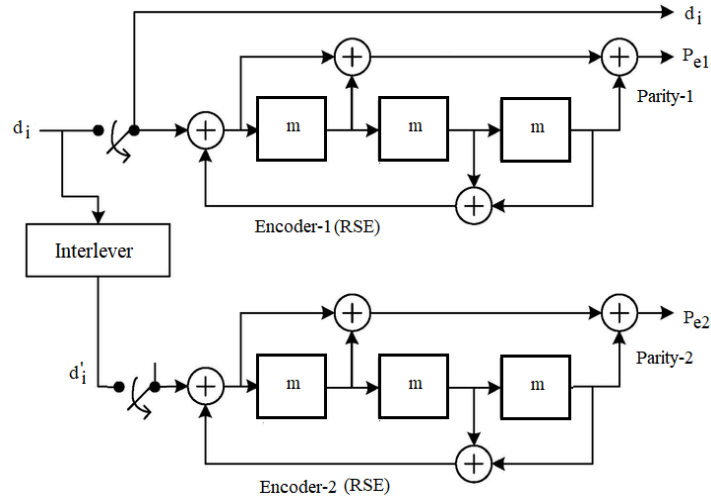 d_i
P_e1
Parity-1
d_i
m
m
m
Encoder-1 (RSE)
Interlever
P_e2
Parity-2
d'_i
m
m
m
Encoder-2 (RSE)